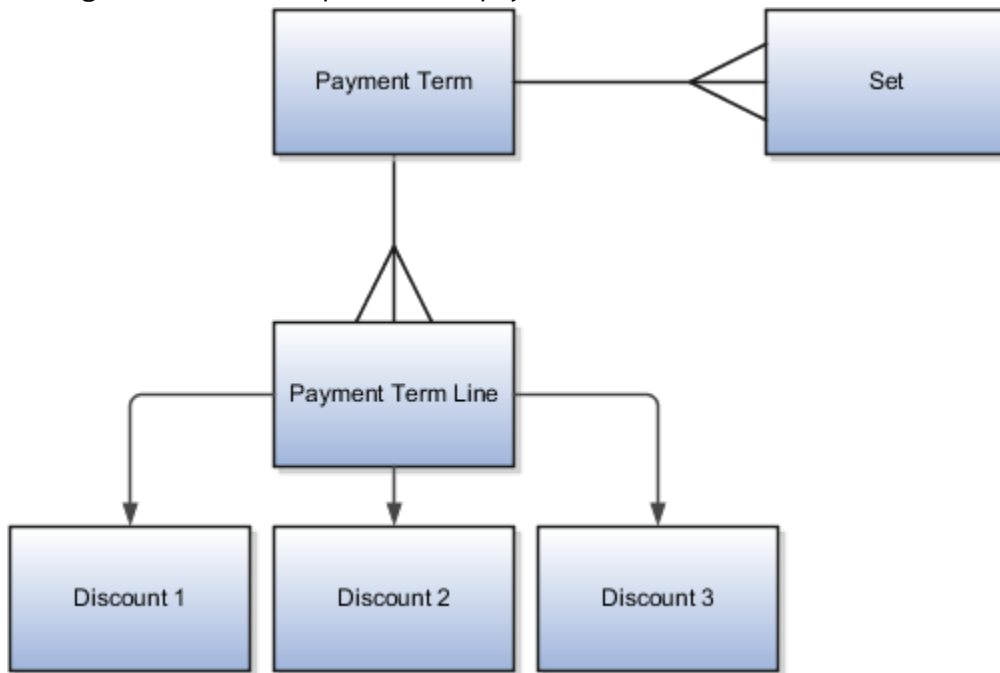 Payment Term
Set
Payment Term Line
Discount 1
Discount 2
Discount 3